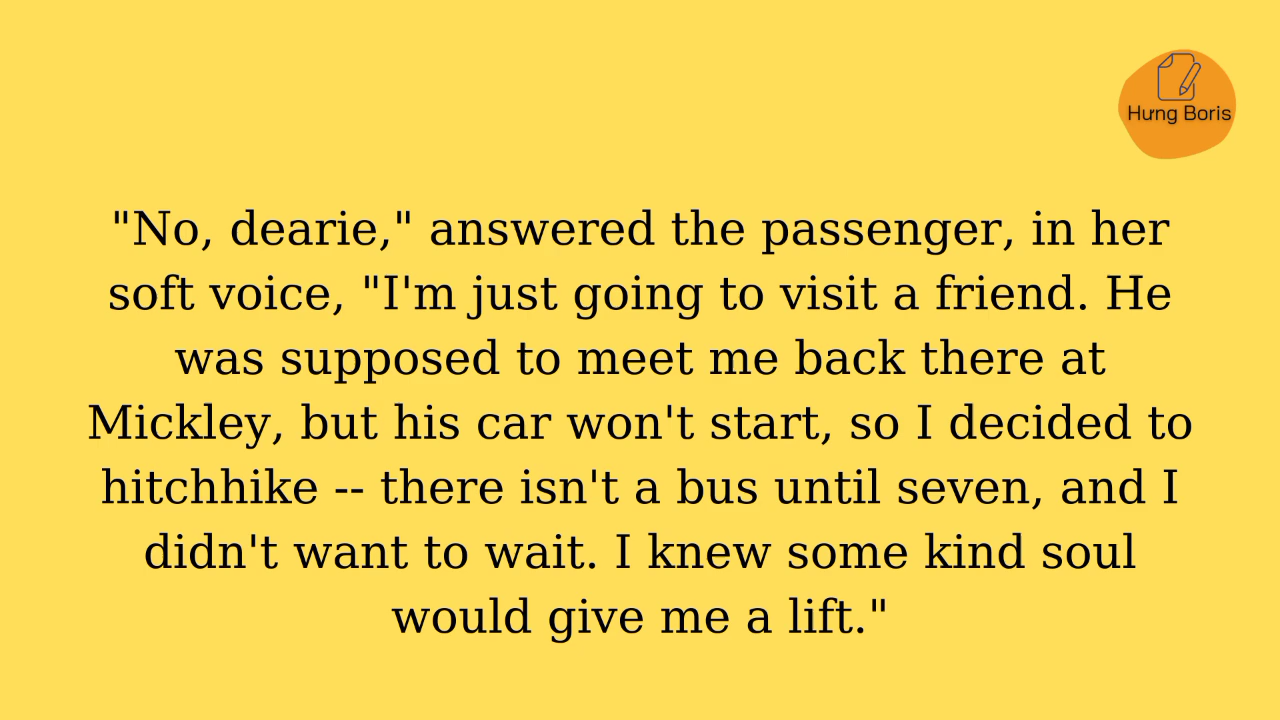 Hưng Boris
"No, dearie," answered the passenger, in her
soft voice, "I'm just going to visit a friend. He
was supposed to meet me back there at
Mickley, but his car won't start, so I decided to
hitchhike -- there isn't a bus until seven, and I
didn't want to wait. I knew some kind soul
would give me a lift."